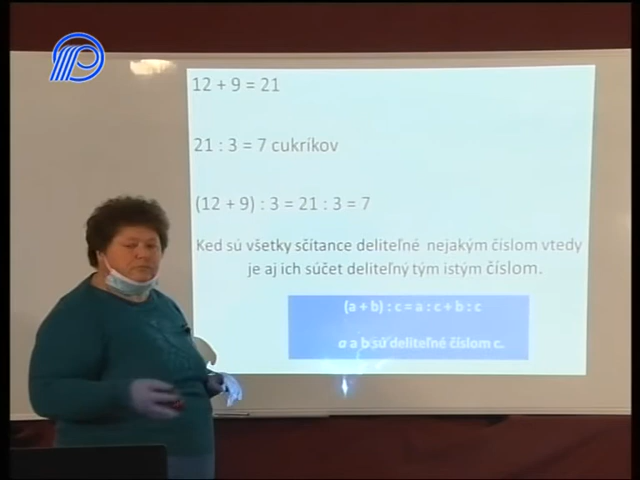 12 + 9 = 21
21 : 3 = 7 cukríkov
(12 + 9) : 3 = 21 : 3 = 7
Ked sú všetky sčítance deliteľné nejakým číslom vtedy
je aj ich súčet deliteľný tým istým číslom.
(a + b) : c = a : c + b : c
a a b sú deliteľné číslom c.